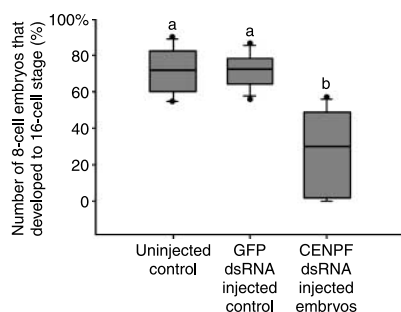 Number of 8-cell embryos that
developed to 16-cell stage (%)
100%
80
60
40
20
0
a
a
b
Uninjected
control
GFP
dsRNA
injected
control
CENPF
dsRNA
injected
embryos